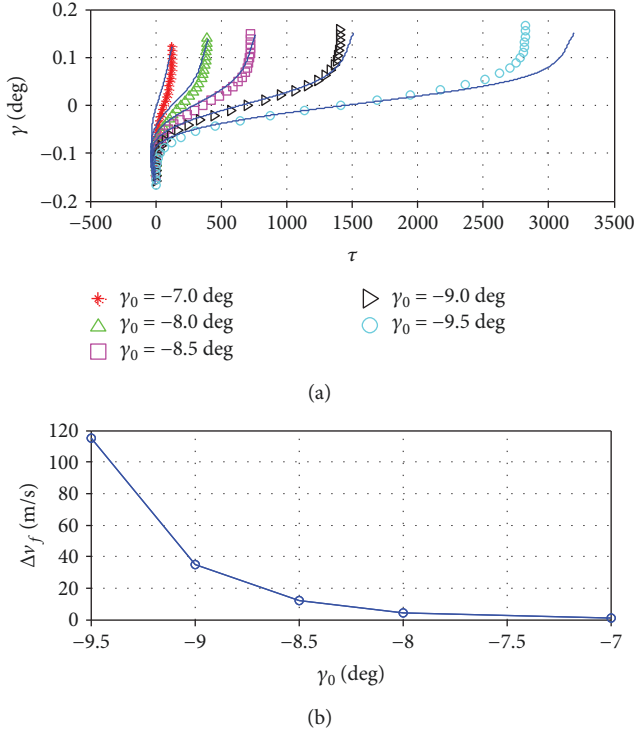 γ (deg)
0.2
0.1
0
−0.1
−0.2
−500 0 500 1000 1500 2000 2500 3000 3500
τ
γ0 = −7.0 deg
γ0 = −8.0 deg
γ0 = −8.5 deg
γ0 = −9.0 deg
γ0 = −9.5 deg
(a)
Δvf (m/s)
120
100
80
60
40
20
0
−9.5 −9 −8.5 −8 −7.5 −7
γ0 (deg)
(b)